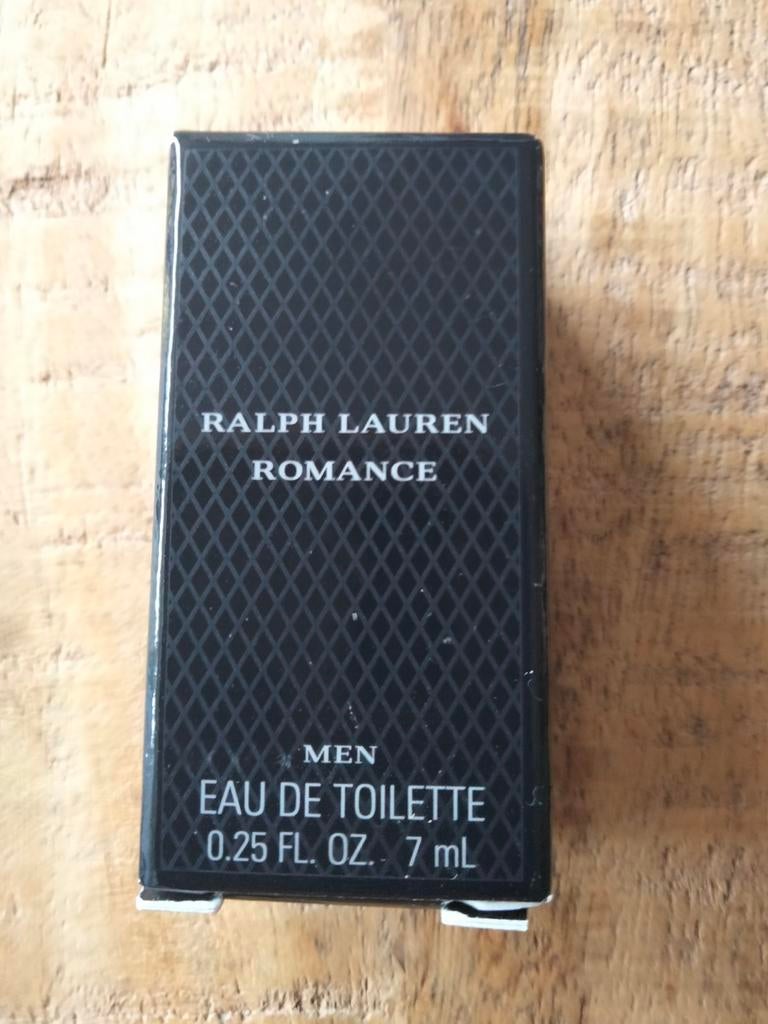 RALPH LAUREN
ROMANCE
MEN
EAU DE TOILETTE
0.25 FL. OZ. 7 mL